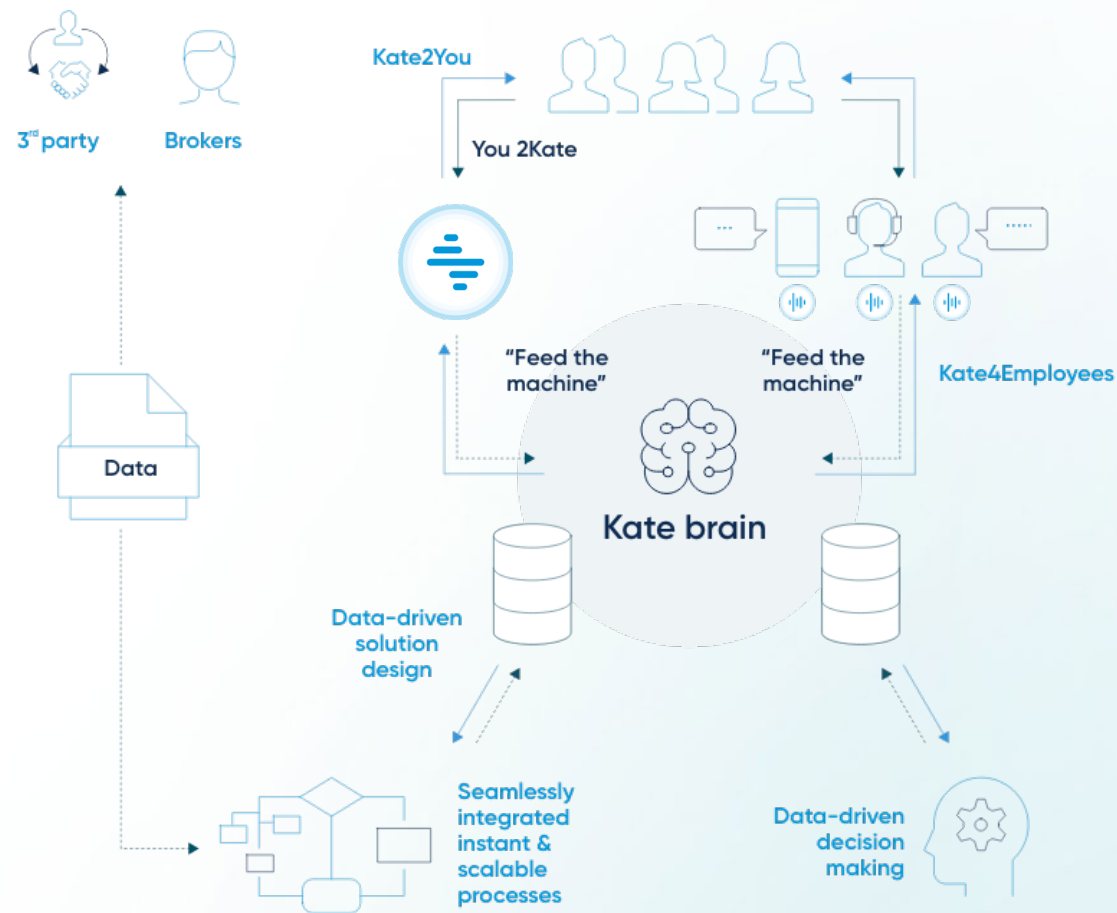 Kate2You
3rd party
Brokers
You 2Kate
...
.....
“Feed the
machine”
“Feed the
machine”
Kate4Employees
Data
Kate brain
Data-driven
solution
design
Seamlessly
integrated
instant &
scalable
processes
Data-driven
decision
making